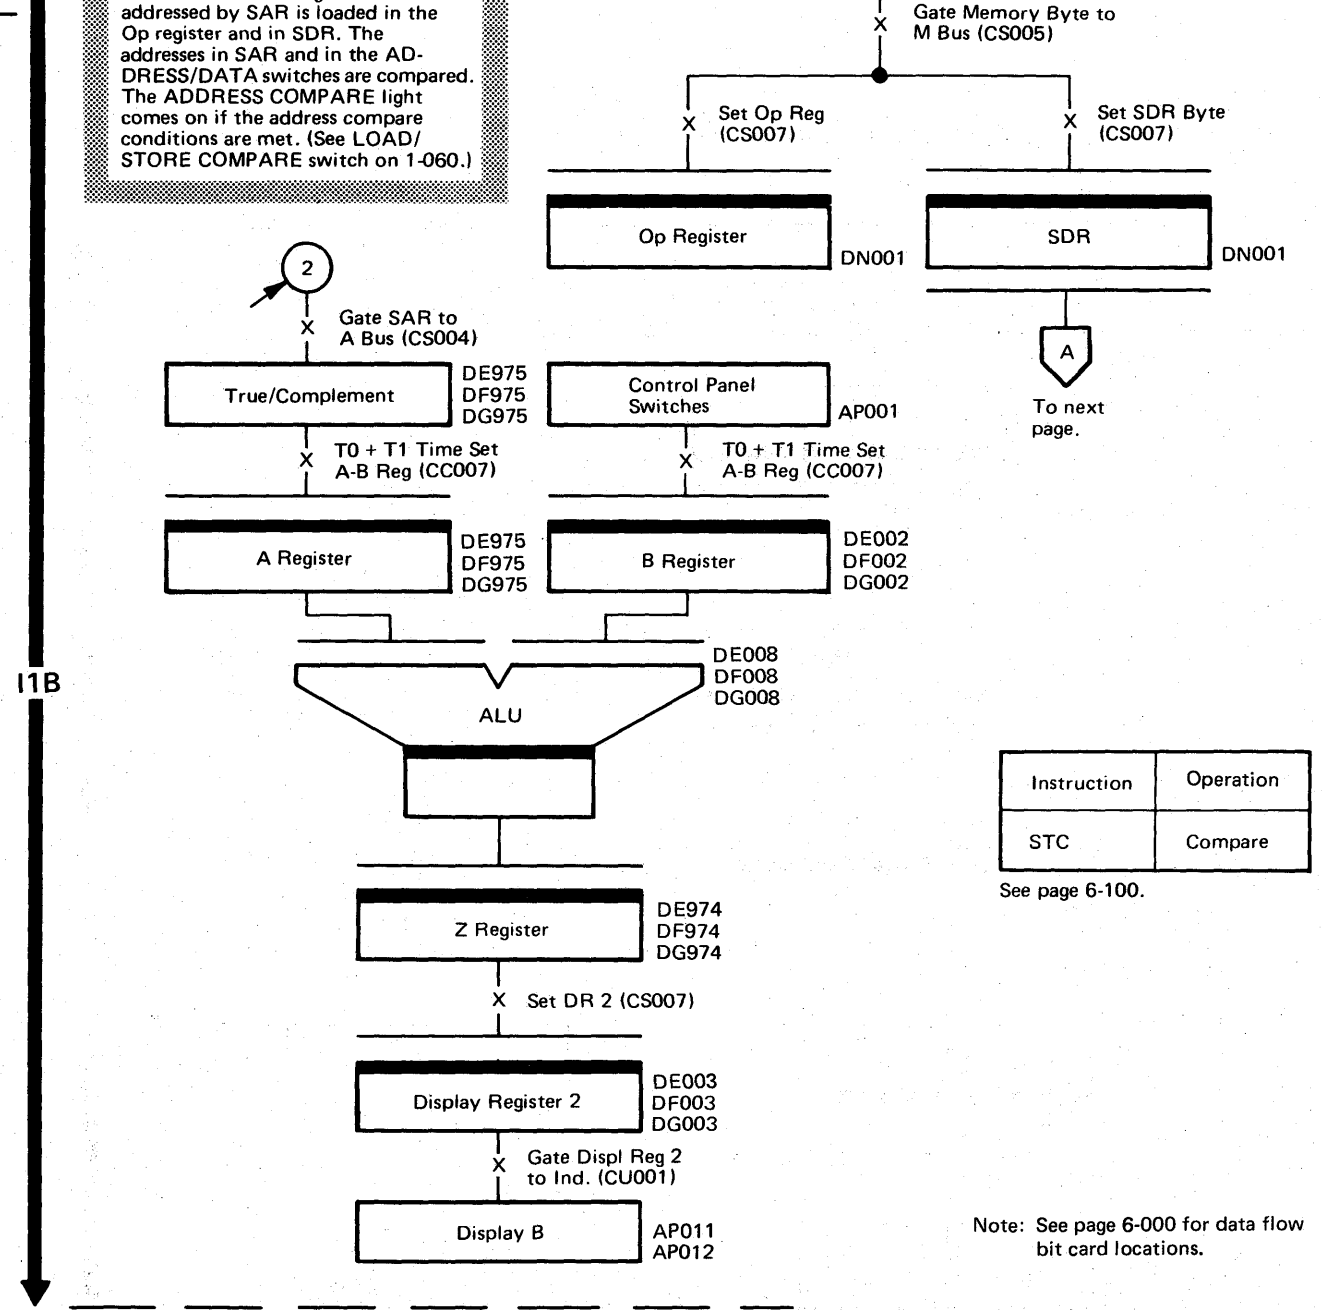 addressed by SAR is loaded in the
Op register and in SDR. The
addresses in SAR and in the AD-
DRESS/DATA switches are compared.
The ADDRESS COMPARE light
comes on if the address compare
conditions are met. (See LOAD/
STORE COMPARE switch on 1-060.)
Gate Memory Byte to
M Bus (CS005)
X
Set Op Reg
(CS007)
X
Set SDR Byte
(CS007)
X
Op Register
DN001
SDR
DN001
A
To next
page.
2
X
Gate SAR to
A Bus (CS004)
True/Complement
DE975
DF975
DG975
Control Panel
Switches
AP001
X
T0 + T1 Time Set
A-B Reg (CC007)
X
T0 + T1 Time Set
A-B Reg (CC007)
A Register
DE975
DF975
DG975
B Register
DE002
DF002
DG002
I1B
ALU
DE008
DF008
DG008
Instruction Operation
STC Compare
See page 6-100.
Z Register
DE974
DF974
DG974
X Set DR 2 (CS007)
Display Register 2
DE003
DF003
DG003
X
Gate Displ Reg 2
to Ind. (CU001)
Display B
AP011
AP012
Note: See page 6-000 for data flow
bit card locations.